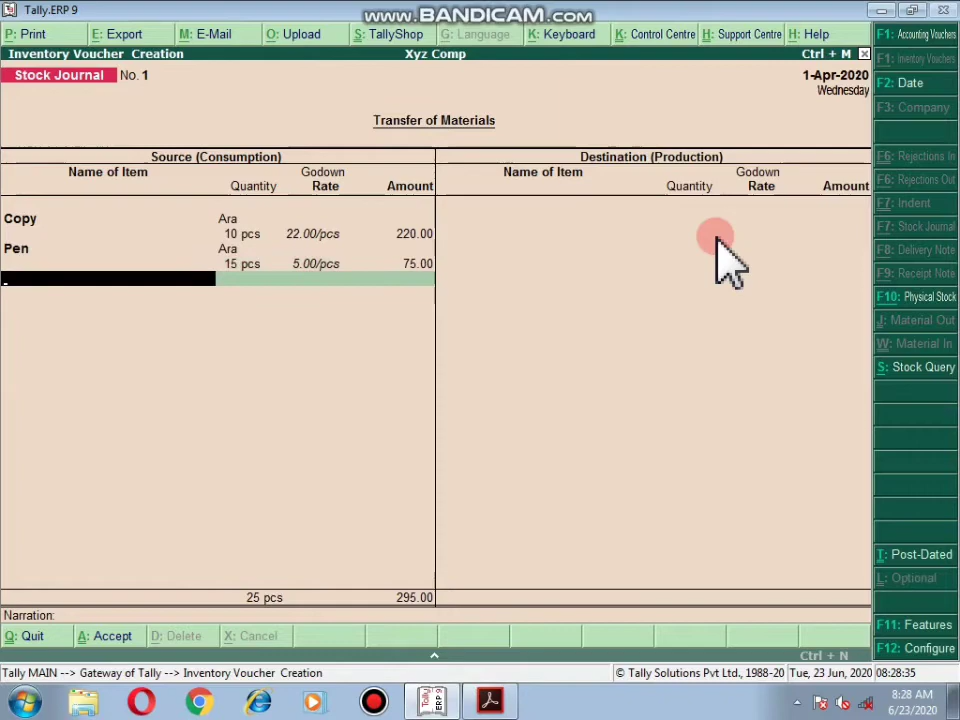 Tally.ERP 9
www.BANDICAM.com
P: Print
E: Export
M: E-Mail
O: Upload
S: TallyShop
G: Language
K: Keyboard
K: Control Centre
H: Support Centre
H: Help
F1: Accounting Vouchers
Inventory Voucher Creation
Xyz Comp
Ctrl + M
F1: Inventory Vouchers
Stock Journal No. 1
1-Apr-2020
Wednesday
F2: Date
F3: Company
Transfer of Materials
Source (Consumption)
Destination (Production)
Name of Item
Godown
Quantity
Rate
Amount
Name of Item
Godown
Quantity
Rate
Amount
Copy
Ara
10 pcs 22.00/pcs 220.00
Pen
Ara
15 pcs 5.00/pcs 75.00
F6: Rejections In
F6: Rejections Out
F7: Indent
F7: Stock Journal
F8: Delivery Note
F9: Receipt Note
F10: Physical Stock
J: Material Out
W: Material In
S: Stock Query
T: Post-Dated
L: Optional
F11: Features
F12: Configure
25 pcs 295.00
Narration:
Q: Quit
A: Accept
D: Delete
X: Cancel
Ctrl + N
Tally MAIN --> Gateway of Tally --> Inventory Voucher Creation
© Tally Solutions Pvt Ltd., 1988-20
Tue, 23 Jun, 2020
08:28:35
Tally
ERP 9
8:28 AM
6/23/2020